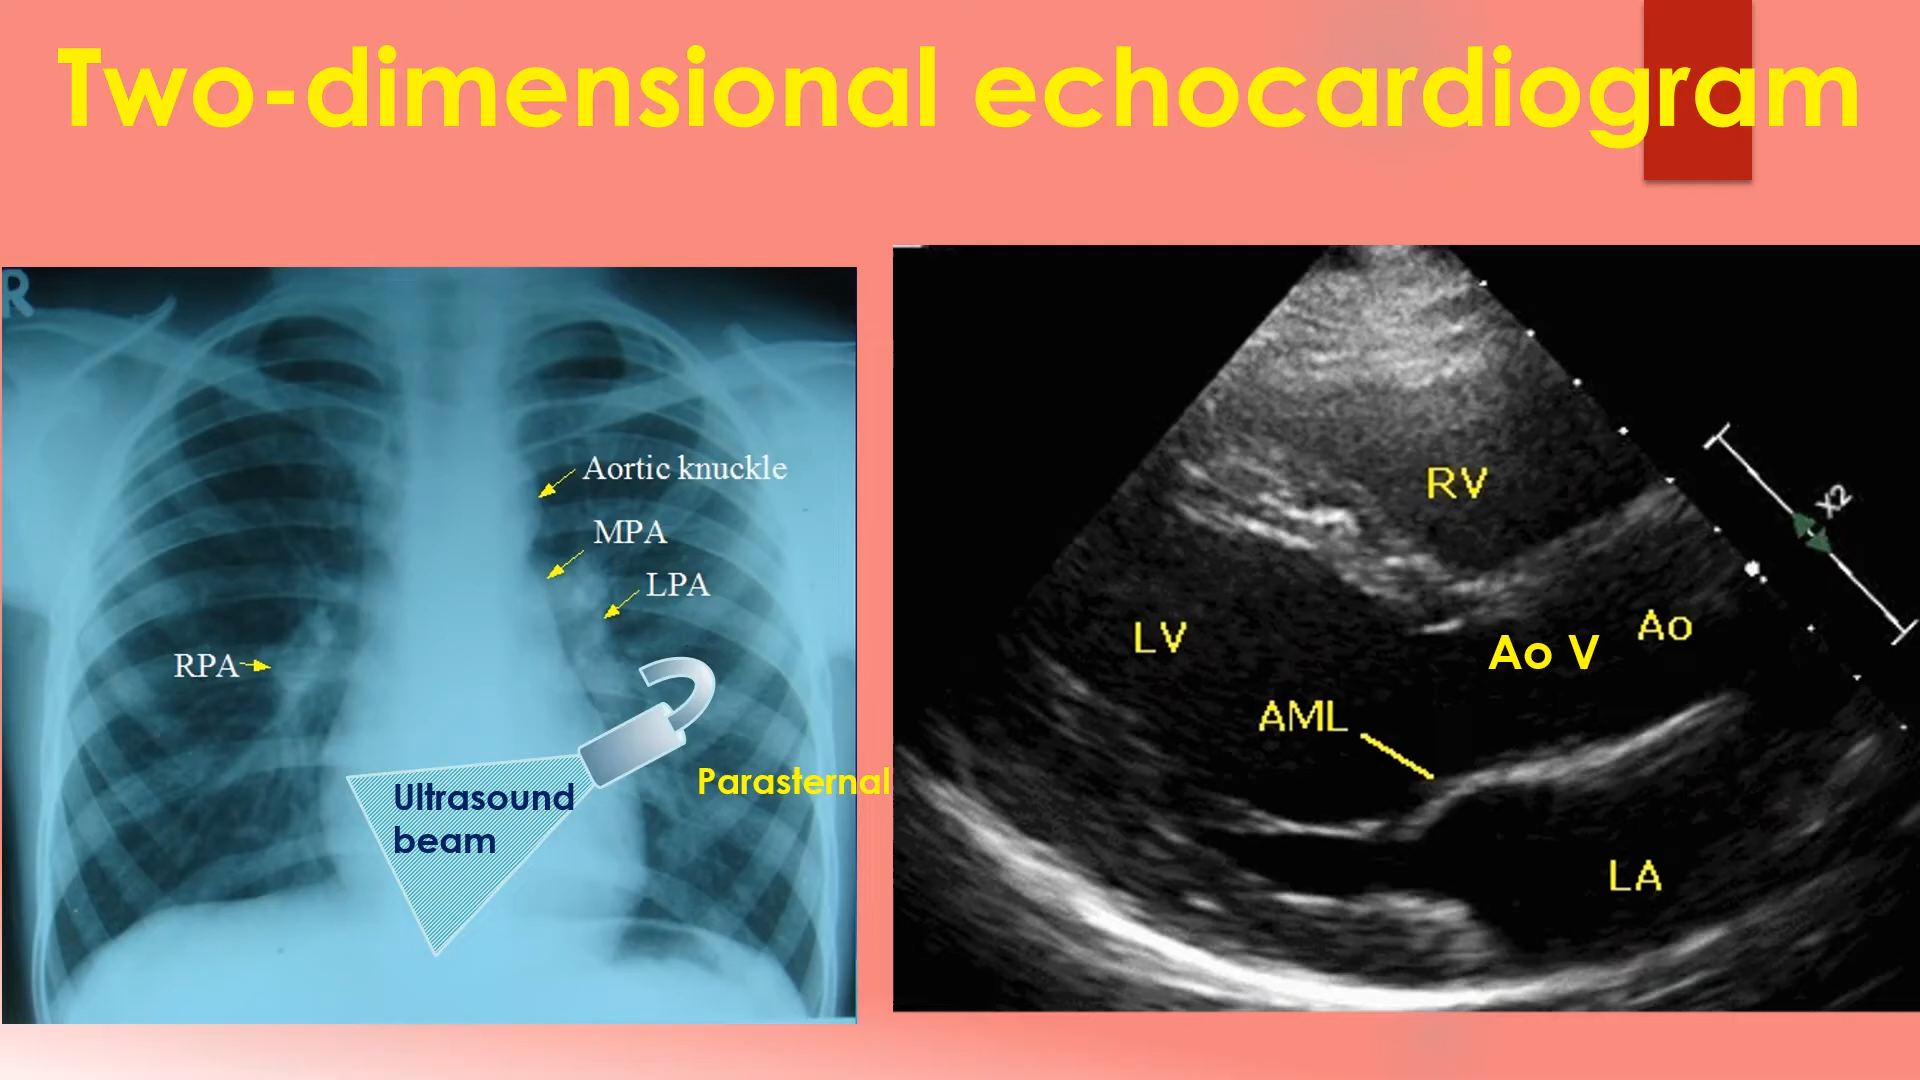 Two-dimensional echocardiogram
R
Aortic knuckle
MPA
LPA
RPA
Ultrasound
beam
Parasternal
RV
X2
LV
Ao V
Ao
AML
LA